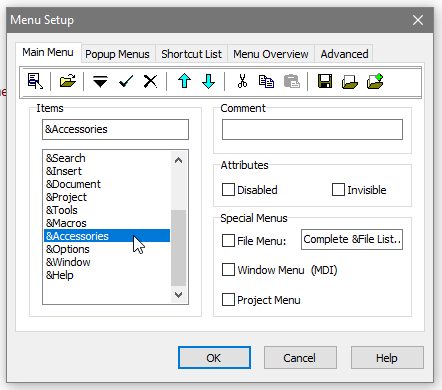 Menu Setup
Main Menu Popup Menus Shortcut List Menu Overview Advanced
Items
&Accessories
&Search
&Insert
&Document
&Project
&Tools
&Macros
&Accessories
&Options
&Window
&Help
Comment
Attributes
Disabled Invisible
Special Menus
File Menu: Complete &File List..
Window Menu (MDI)
Project Menu
OK Cancel Help